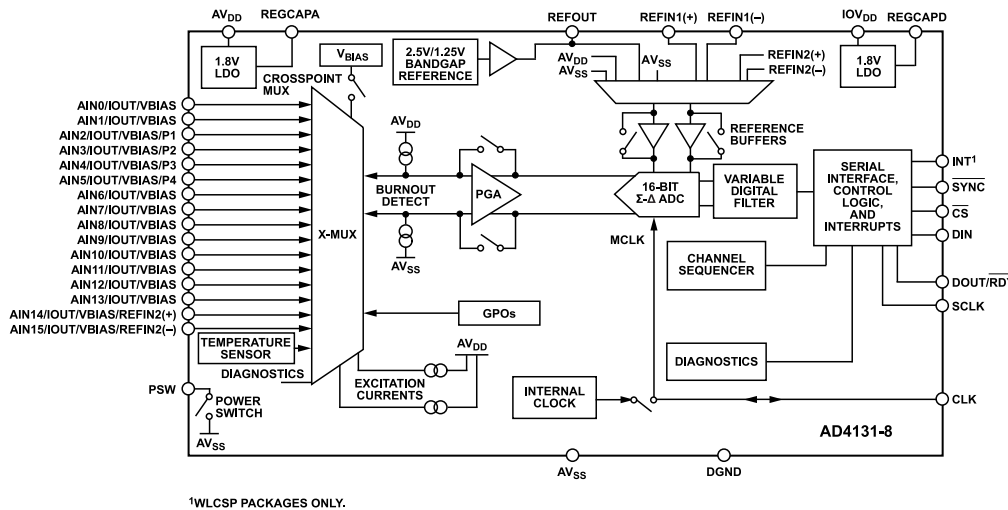 AVDD
REGCAPA
REFOUT
REFIN1(+)
REFIN1(–)
IOVDD
REGCAPD
1.8V
LDO
VBIAS
CROSSPOINT
MUX
2.5V/1.25V
BANDGAP
REFERENCE
AVDD
AVSS
AVSS
REFIN2(+)
REFIN2(–)
1.8V
LDO
AIN0/IOUT/VBIAS
AIN1/IOUT/VBIAS
AIN2/IOUT/VBIAS/P1
AIN3/IOUT/VBIAS/P2
AIN4/IOUT/VBIAS/P3
AIN5/IOUT/VBIAS/P4
AIN6/IOUT/VBIAS
AIN7/IOUT/VBIAS
AIN8/IOUT/VBIAS
AIN9/IOUT/VBIAS
AIN10/IOUT/VBIAS
AIN11/IOUT/VBIAS
AIN12/IOUT/VBIAS
AIN13/IOUT/VBIAS
AIN14/IOUT/VBIAS/REFIN2(+)
AIN15/IOUT/VBIAS/REFIN2(–)
X-MUX
AVDD
BURNOUT
DETECT
AVSS
PGA
REFERENCE
BUFFERS
16-BIT
Σ-Δ ADC
VARIABLE
DIGITAL
FILTER
SERIAL
INTERFACE,
CONTROL
LOGIC,
AND
INTERRUPTS
INT1
SYNC
CS
DIN
DOUT/RD
SCLK
MCLK
CHANNEL
SEQUENCER
GPOs
TEMPERATURE
SENSOR
DIAGNOSTICS
AVDD
EXCITATION
CURRENTS
DIAGNOSTICS
PSW
POWER
SWITCH
AVSS
INTERNAL
CLOCK
CLK
AD4131-8
AVSS
DGND
1WLCSP PACKAGES ONLY.